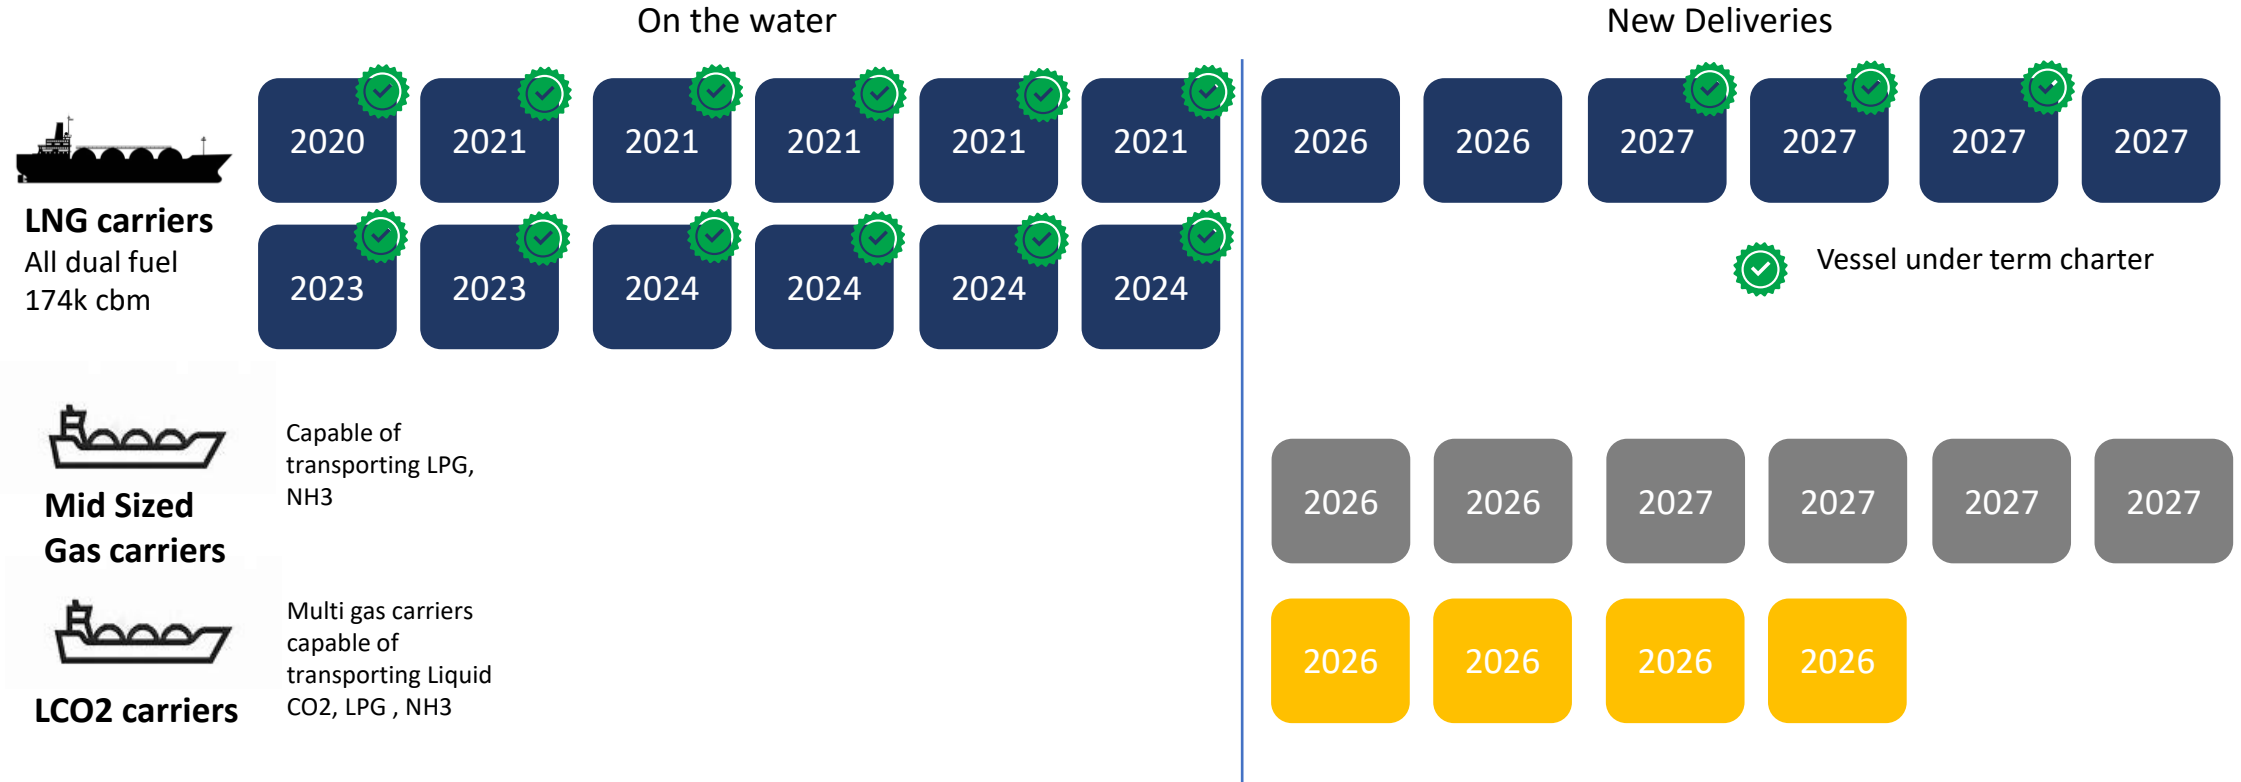 On the water
New Deliveries
2020
2021
2021
2021
2021
2021
2026
2026
2027
2027
2027
2027
LNG carriers
All dual fuel
174k cbm
2023
2023
2024
2024
2024
2024
Vessel under term charter
Mid Sized
Gas carriers
Capable of
transporting LPG,
NH3
2026
2026
2027
2027
2027
2027
LCO2 carriers
Multi gas carriers
capable of
transporting Liquid
CO2, LPG , NH3
2026
2026
2026
2026